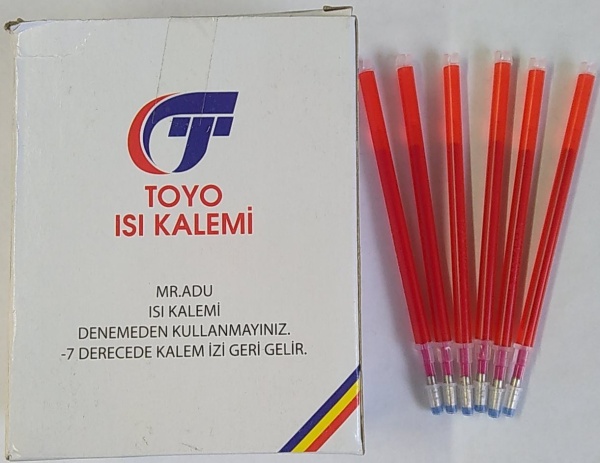 TOYO
ISI KALEMİ
MR.ADU
ISI KALEMİ
DENEMEDEN KULLANMAYINIZ.
-7 DERECEDE KALEM İZİ GERİ GELİR.